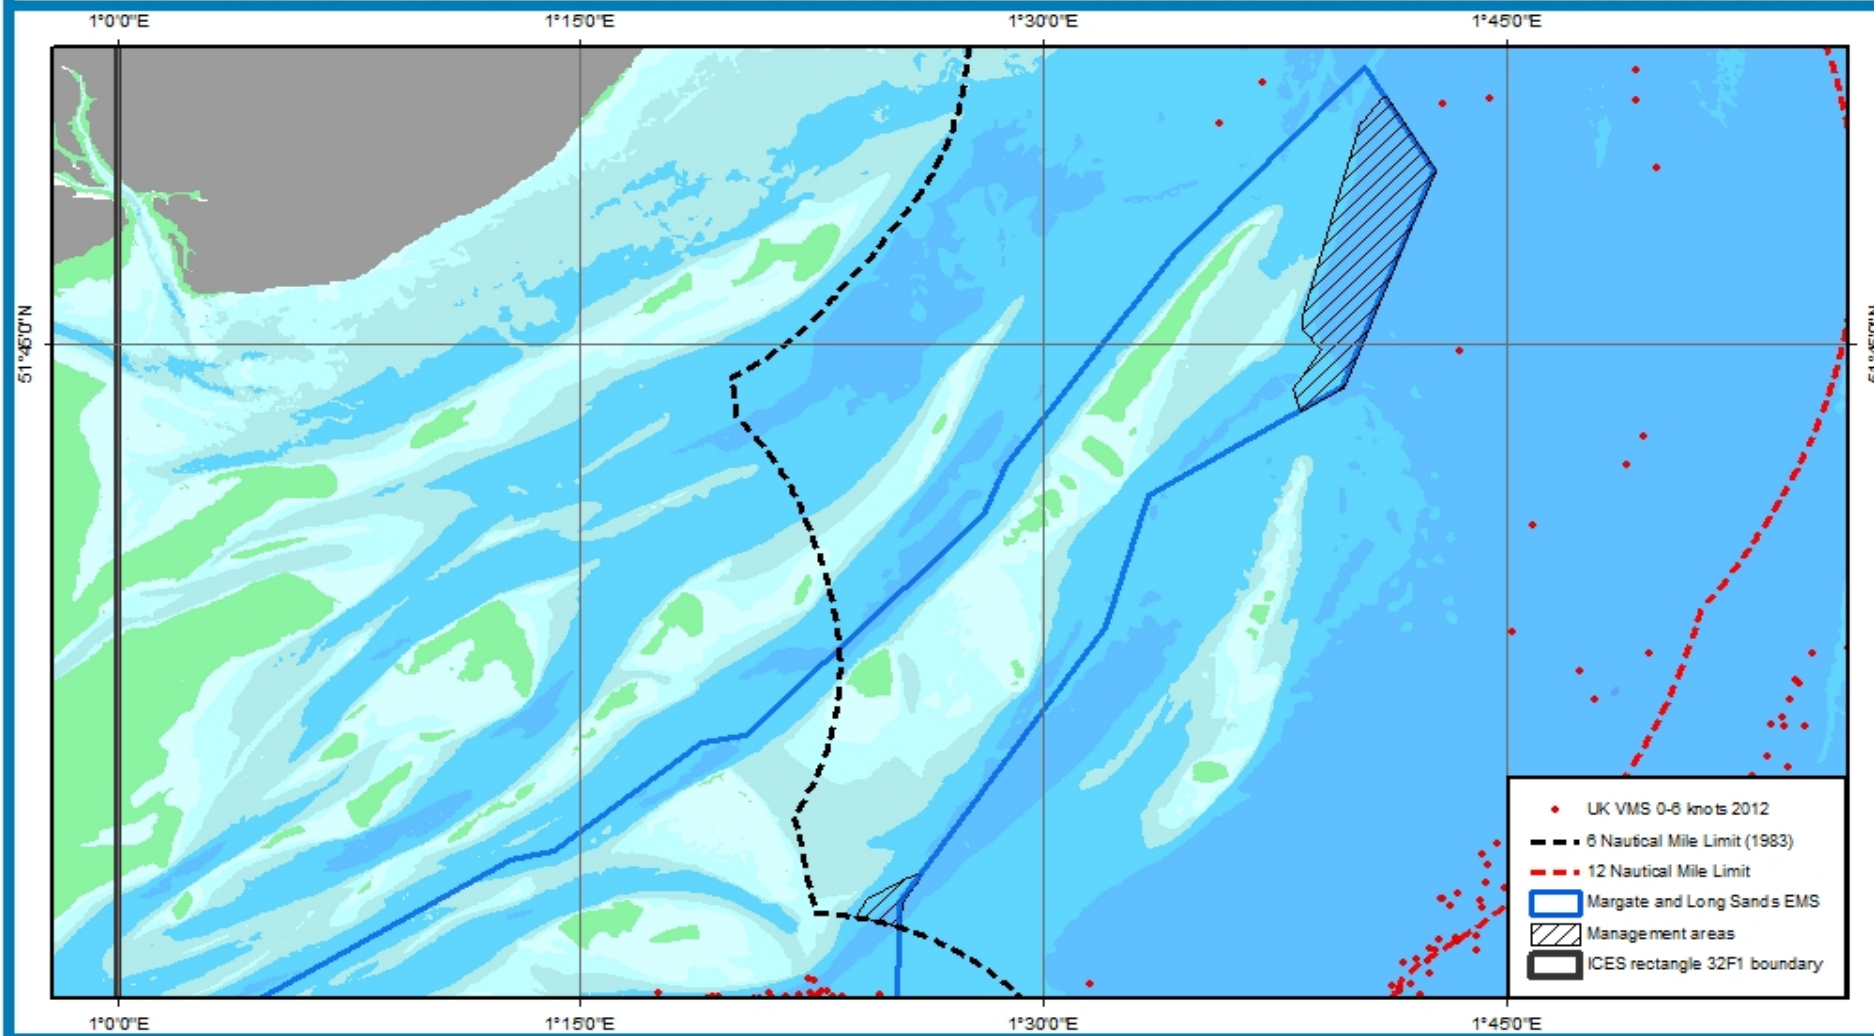 1°0'0"E 1°15'0"E 1°30'0"E 1°45'0"E
51°45'0"N
51°45'0"N
UK VMS 0-6 knots 2012
6 Nautical Mile Limit (1983)
12 Nautical Mile Limit
Margate and Long Sands EMS
Management areas
ICES rectangle 32F1 boundary
1°0'0"E 1°15'0"E 1°30'0"E 1°45'0"E